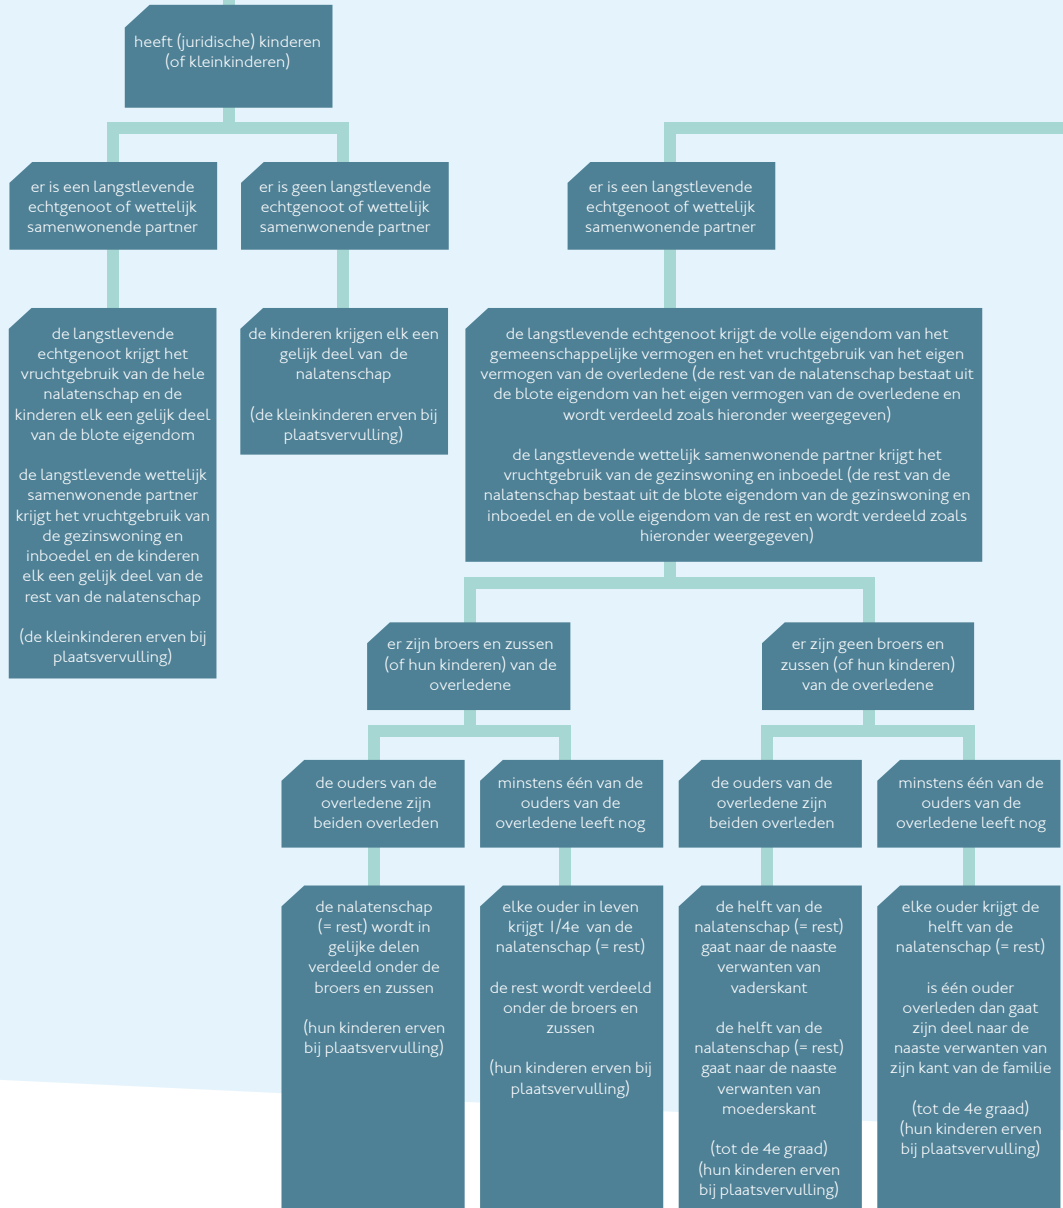 heeft (juridische) kinderen
(of kleinkinderen)
er is een langstlevende
echtgenoot of wettelijk
samenwonende partner
er is geen langstlevende
echtgenoot of wettelijk
samenwonende partner
er is een langstlevende
echtgenoot of wettelijk
samenwonende partner
de langstlevende
echtgenoot krijgt het
vruchtgebruik van de hele
nalatenschap en de
kinderen elk een gelijk deel
van de blote eigendom
de langstlevende wettelijk
samenwonende partner
krijgt het vruchtgebruik van
de gezinswoning en
inboedel en de kinderen
elk een gelijk deel van de
rest van de nalatenschap
(de kleinkinderen erven bij
plaatsvervulling)
de kinderen krijgen elk een
gelijk deel van de
nalatenschap
(de kleinkinderen erven bij
plaatsvervulling)
de langstlevende echtgenoot krijgt de volle eigendom van het
gemeenschappelijke vermogen en het vruchtgebruik van het eigen
vermogen van de overledene (de rest van de nalatenschap bestaat uit
de blote eigendom van het eigen vermogen van de overledene en
wordt verdeeld zoals hieronder weergegeven)
de langstlevende wettelijk samenwonende partner krijgt het
vruchtgebruik van de gezinswoning en inboedel (de rest van de
nalatenschap bestaat uit de blote eigendom van de gezinswoning en
inboedel en de volle eigendom van de rest en wordt verdeeld zoals
hieronder weergegeven)
er zijn broers en zussen
(of hun kinderen) van de
overledene
er zijn geen broers en
zussen (of hun kinderen)
van de overledene
de ouders van de
overledene zijn
beiden overleden
minstens één van de
ouders van de
overledene leeft nog
de ouders van de
overledene zijn
beiden overleden
minstens één van de
ouders van de
overledene leeft nog
de nalatenschap
(= rest) wordt in
gelijke delen
verdeeld onder de
broers en zussen
(hun kinderen erven
bij plaatsvervulling)
elke ouder in leven
krijgt 1/4e van de
nalatenschap (= rest)
de rest wordt verdeeld
onder de broers en
zussen
(hun kinderen erven bij
plaatsvervulling)
de helft van de
nalatenschap (= rest)
gaat naar de naaste
verwanten van
vaderskant
de helft van de
nalatenschap (= rest)
gaat naar de naaste
verwanten van
moederskant
(tot de 4e graad)
(hun kinderen erven
bij plaatsvervulling)
elke ouder krijgt de
helft van de
nalatenschap (= rest)
is één ouder
overleden dan gaat
zijn deel naar de
naaste verwanten van
zijn kant van de familie
(tot de 4e graad)
(hun kinderen erven
bij plaatsvervulling)